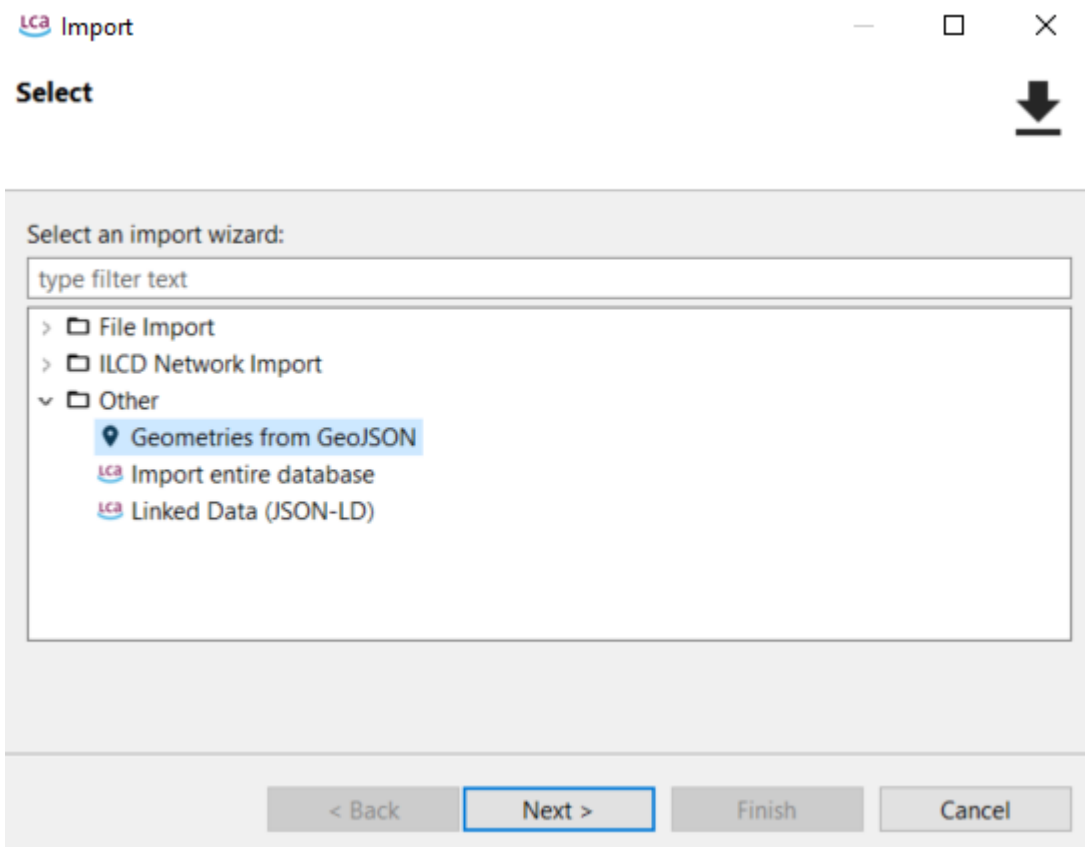 LCA Import
Select
Select an import wizard:
type filter text
File Import
ILCD Network Import
Other
Geometries from GeoJSON
LCA Import entire database
LCA Linked Data (JSON-LD)
< Back Next > Finish Cancel